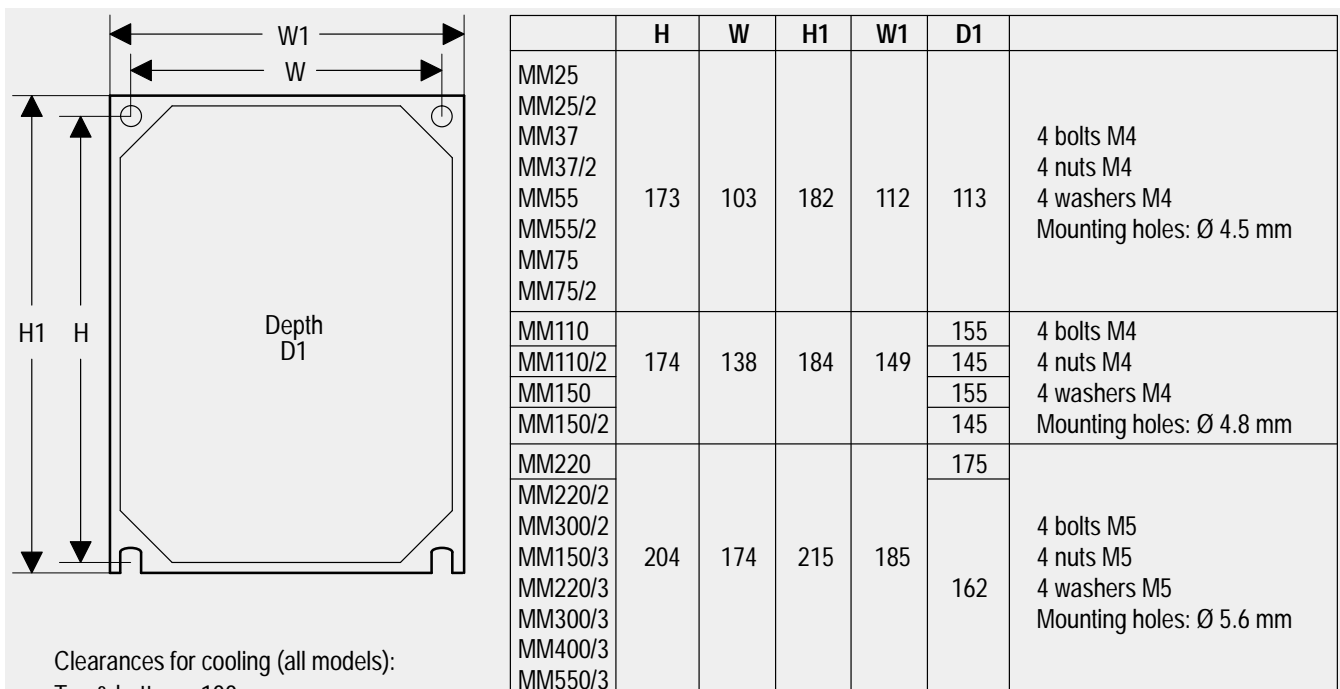 W1
W
H1
H
Depth
D1
Clearances for cooling (all models):
H W H1 W1 D1
MM25
MM25/2
MM37
MM37/2
MM55
MM55/2
MM75
MM75/2
173 103 182 112 113
4 bolts M4
4 nuts M4
4 washers M4
Mounting holes: Ø 4.5 mm
MM110
MM110/2
MM150
MM150/2
174 138 184 149
155
145
155
145
4 bolts M4
4 nuts M4
4 washers M4
Mounting holes: Ø 4.8 mm
MM220
MM220/2
MM300/2
MM150/3
MM220/3
MM300/3
MM400/3
MM550/3
204 174 215 185
175
162
4 bolts M5
4 nuts M5
4 washers M5
Mounting holes: Ø 5.6 mm